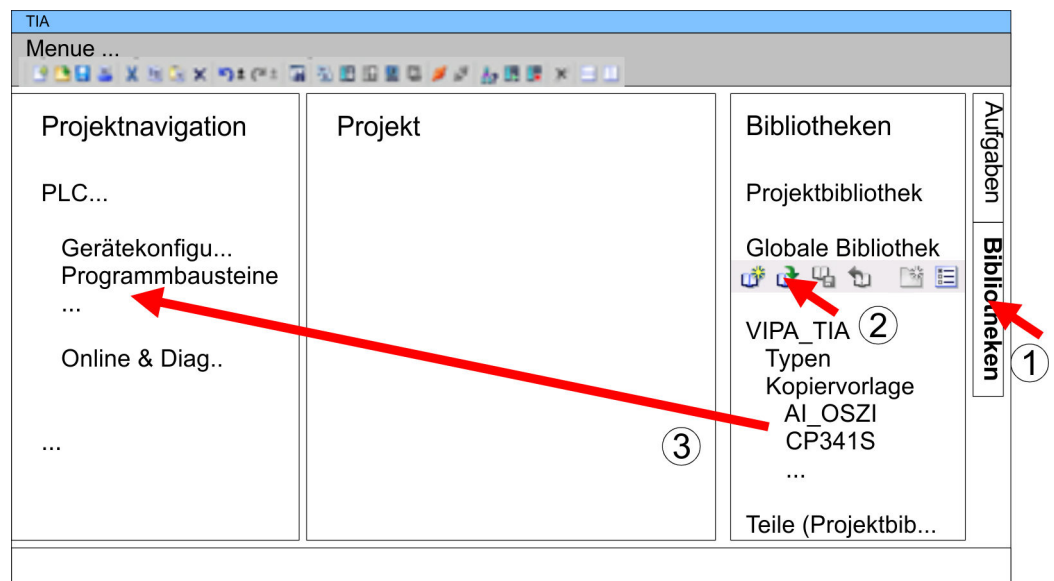 TIA
Menue ...
Projektnavigation
PLC...
Gerätekonfigu...
Programmbausteine
...
Online & Diag..
...
Projekt
3
Bibliotheken
Projektbibliothek
Globale Bibliothek
2
VIPA_TIA
Typen
Kopiervorlage
AI_OSZI
CP341S
...
Teile (Projektbib...
Aufgaben
Bibliotheken
1